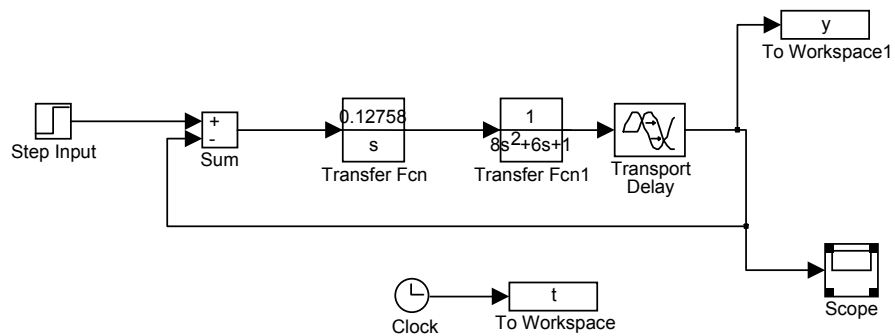 y
To Workspace1
+
-
Step Input
Sum
0.12758
s
Transfer Fcn
1
8s²+6s+1
Transfer Fcn1
Transport
Delay
Clock
t
To Workspace
Scope